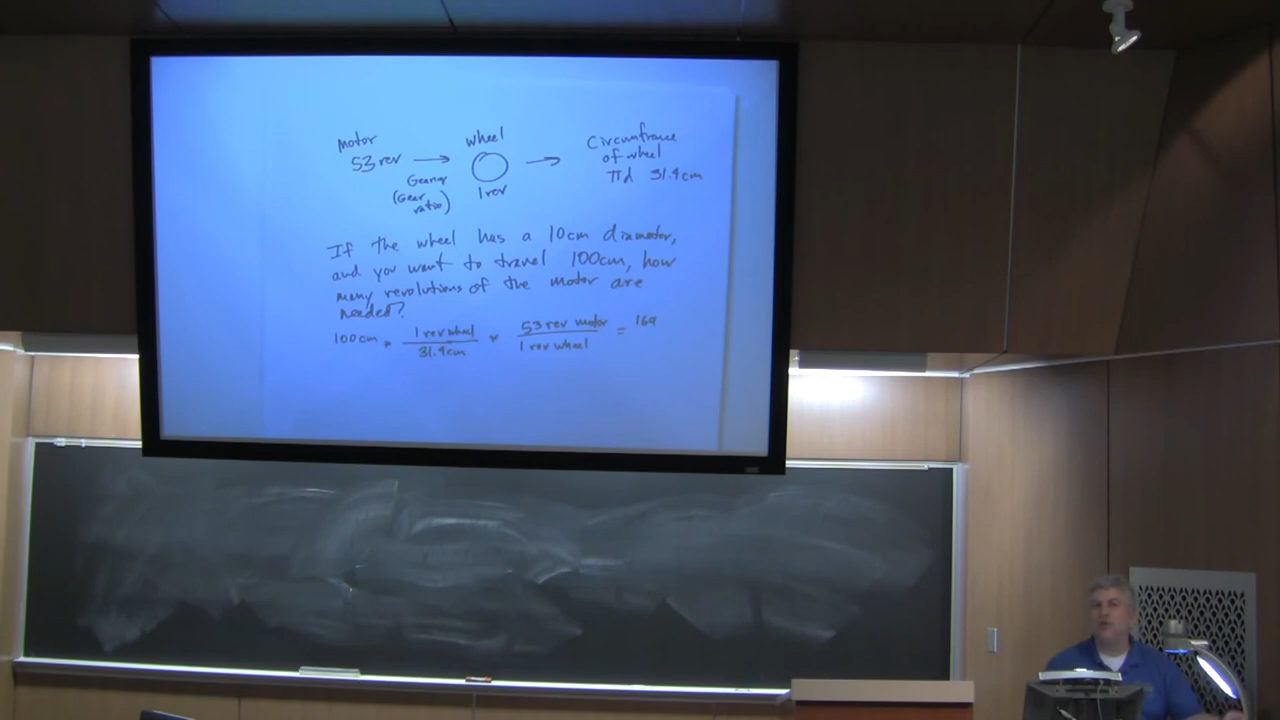 Motor
53 rev
Gearing
(Gear
ratio)
wheel
1 rev
Circumfrance
of wheel
πd 31.4cm
If the wheel has a 10cm diameter,
and you want to travel 100cm, how
many revolutions of the motor are
needed?
100cm * 1 rev wheel / 31.4cm * 53 rev motor / 1 rev wheel = 169